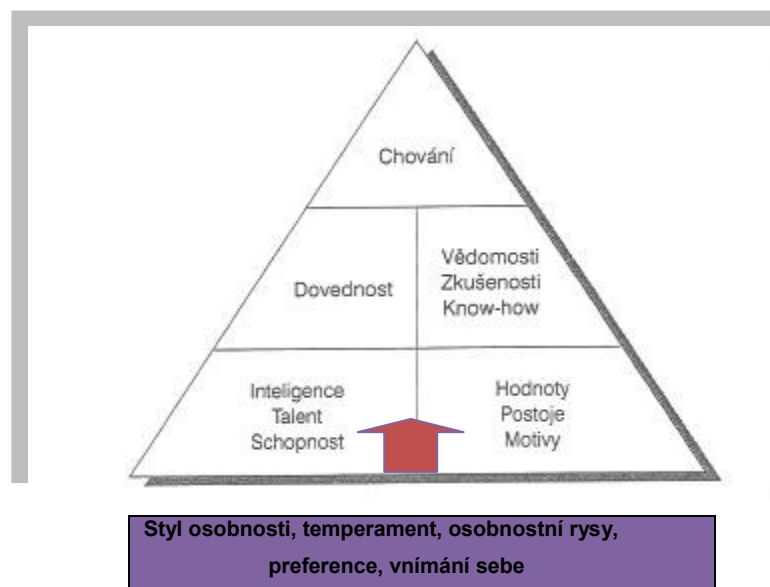 Chování
Dovednost
Vědomosti
Zkušenosti
Know-how
Inteligence
Talent
Schopnost
Hodnoty
Postoje
Motivy
Styl osobnosti, temperament, osobnostní rysy,
preference, vnímání sebe